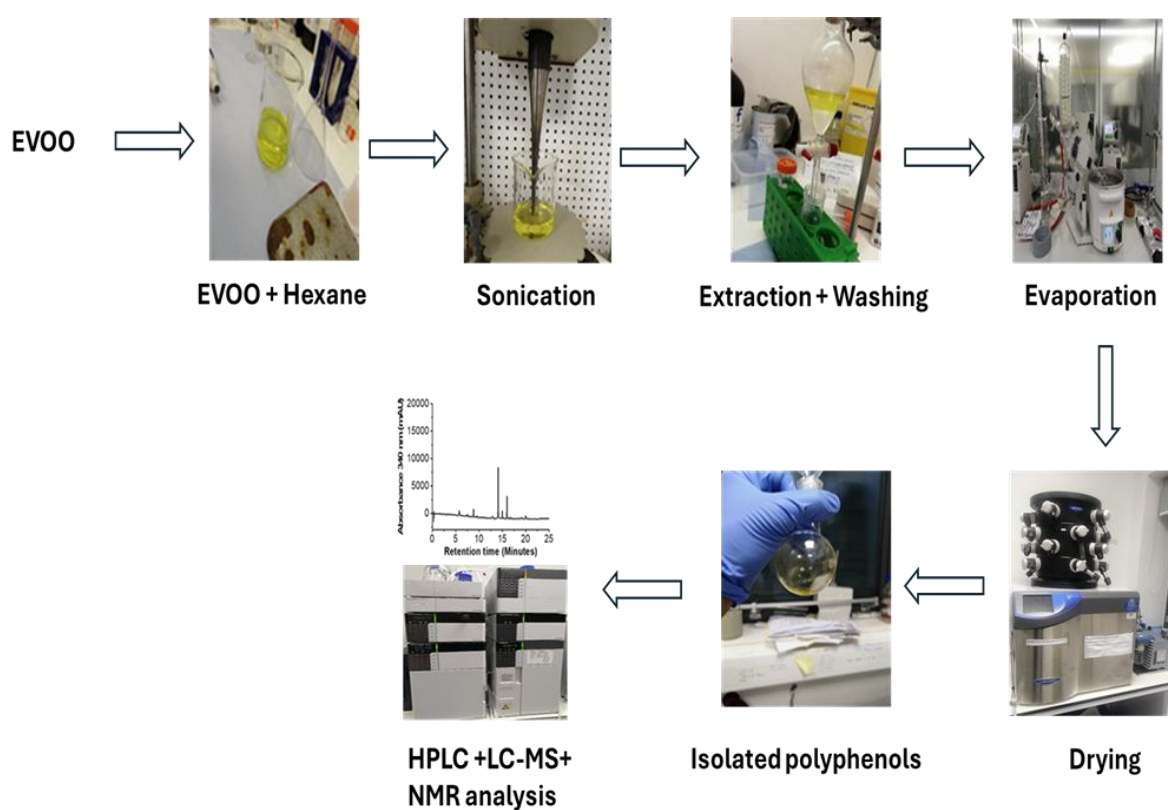 EVOO
EVOO + Hexane
Sonication
Extraction + Washing
Evaporation
Absorbance 340 nm (mAU)
20000
15000
10000
5000
0
0 5 10 15 20 25
Retention time (Minutes)
HPLC +LC-MS+
NMR analysis
Isolated polyphenols
Drying